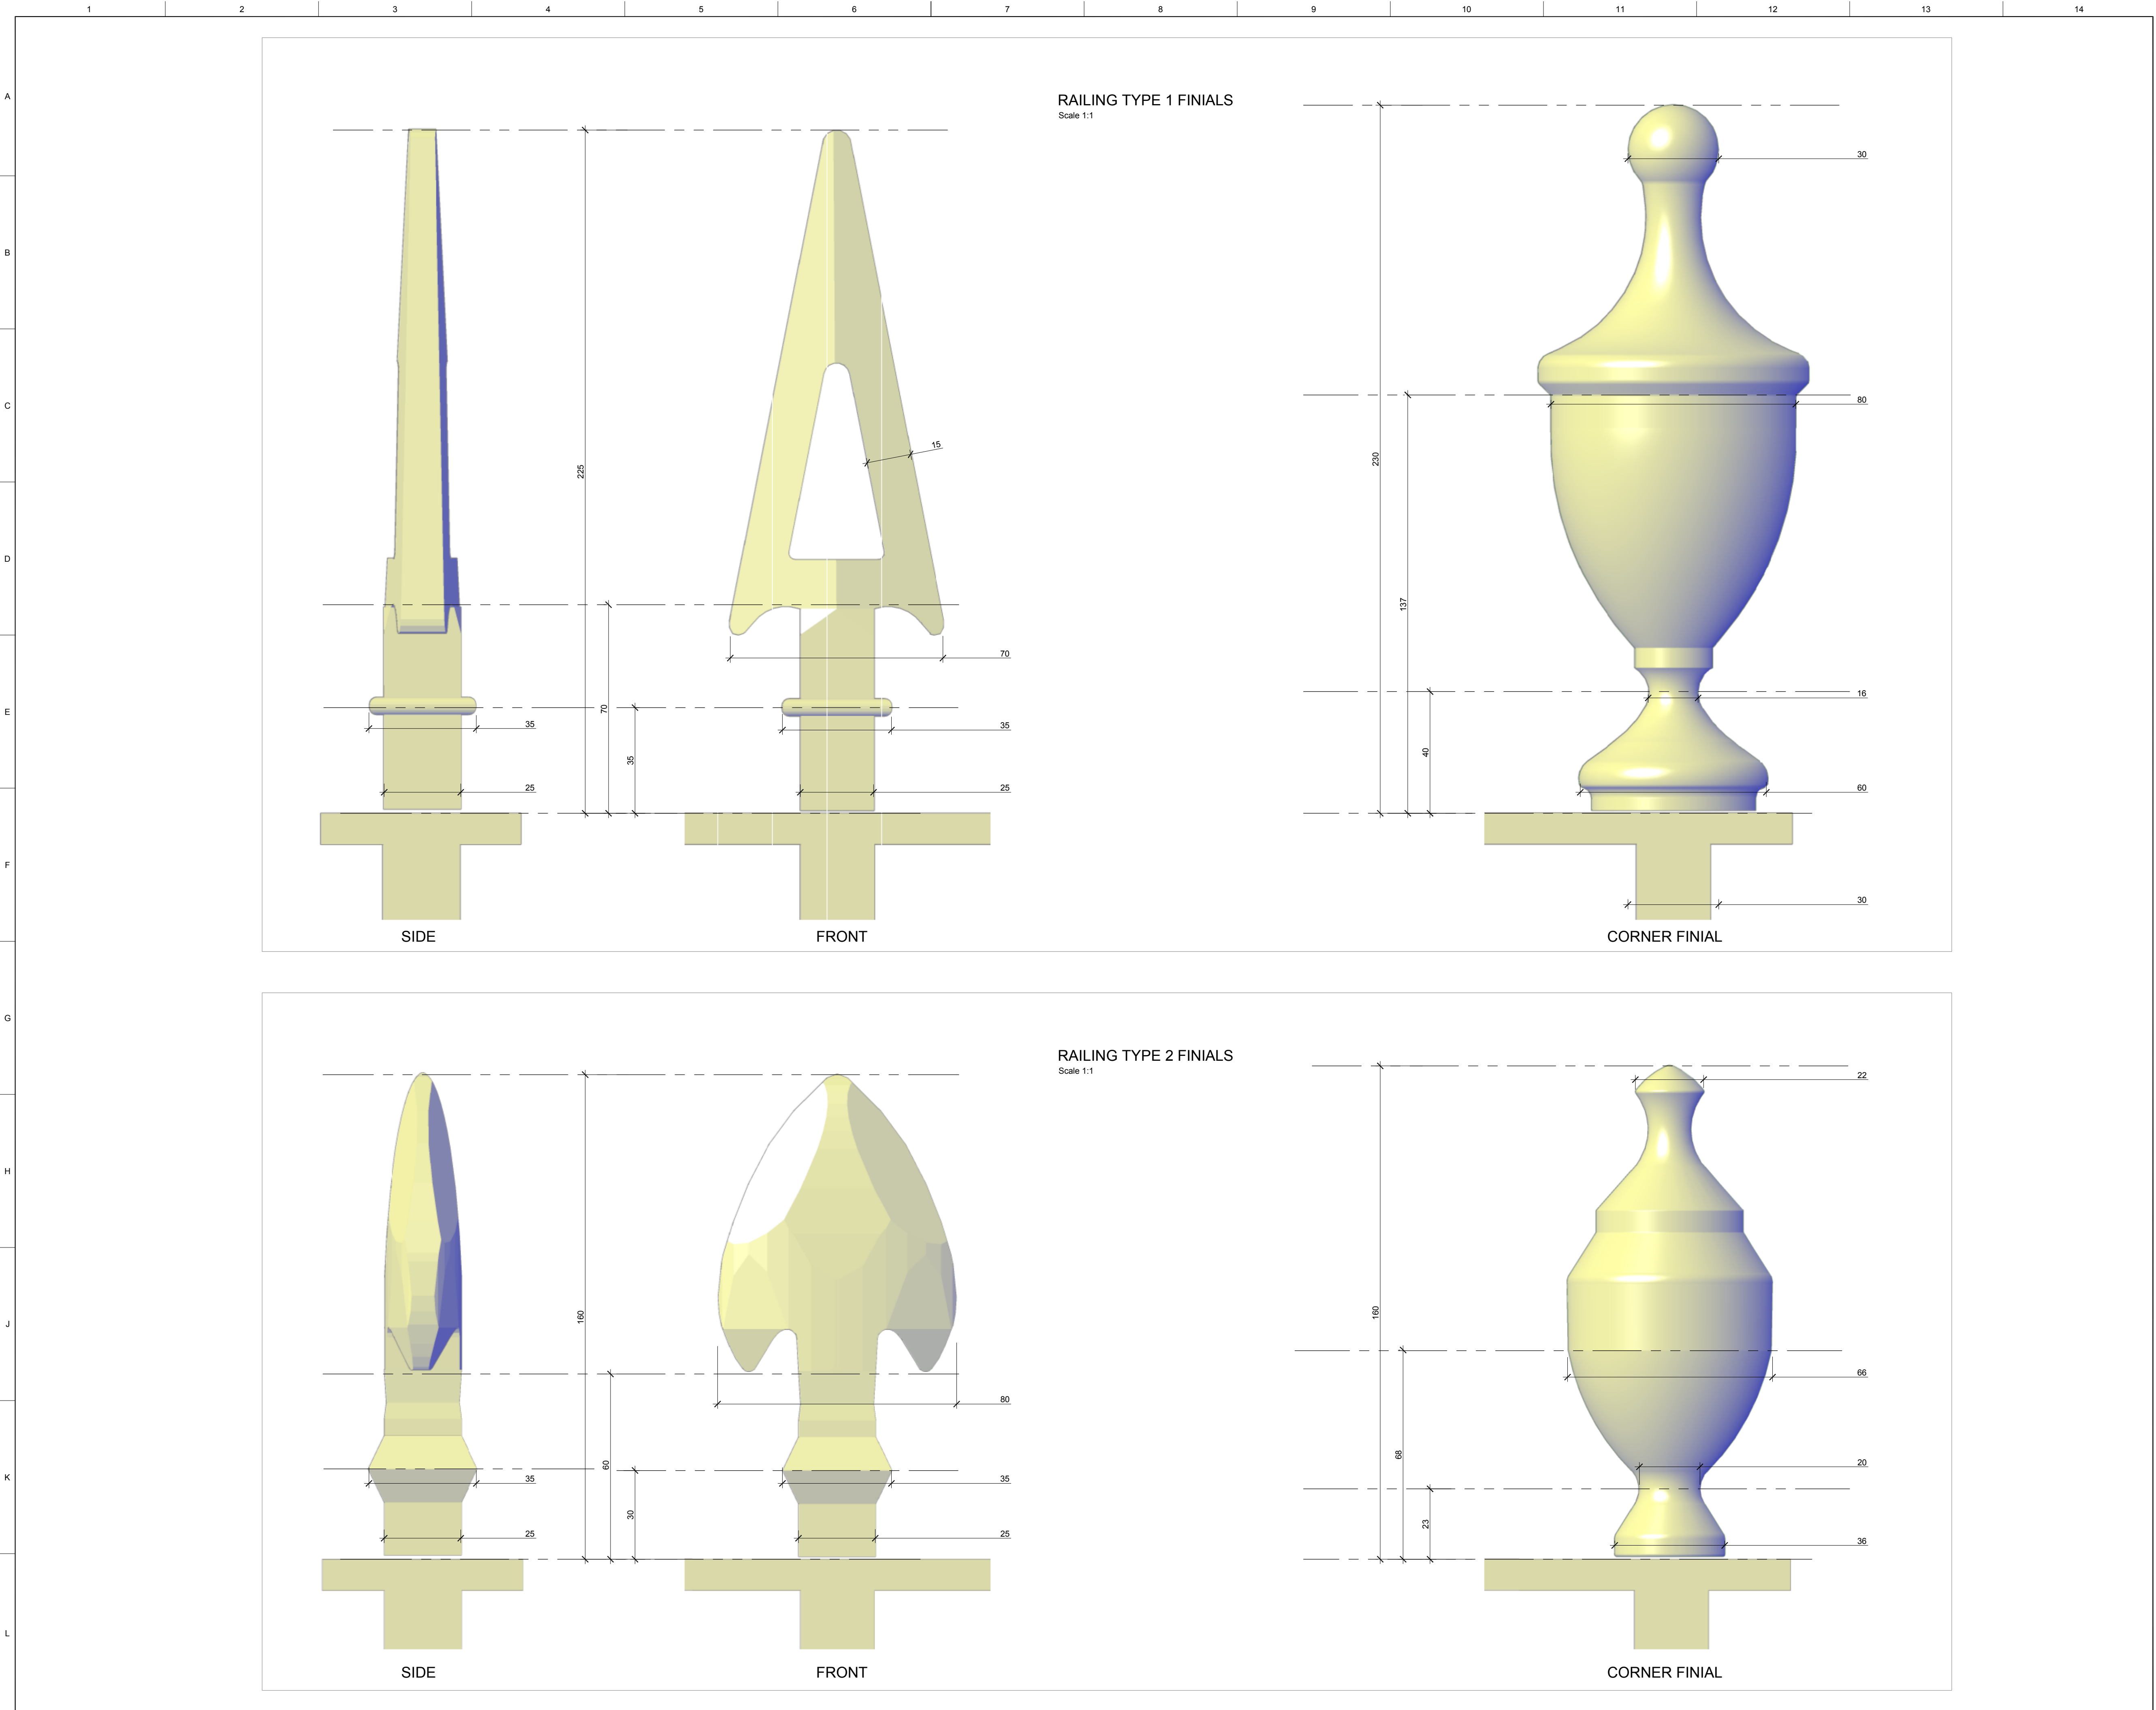 1 2 3 4 5 6 7 8 9 10 11 12 13 14
A
B
C
D
E
F
G
H
J
K
L
RAILING TYPE 1 FINIALS
Scale 1:1
225
70
35
35
25
15
70
35
25
SIDE
FRONT
230
137
40
30
80
16
60
30
CORNER FINIAL
RAILING TYPE 2 FINIALS
Scale 1:1
160
60
30
35
25
80
35
25
SIDE
FRONT
160
68
23
22
66
20
36
CORNER FINIAL